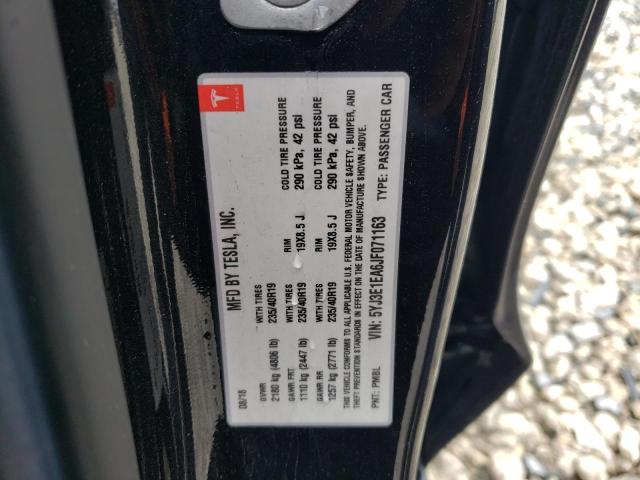 TESLA
MFD BY TESLA, INC.
08/18
GVWR
2180 kg (4806 lb)
WITH TIRES
235/40R19
RIM
19X8.5 J
COLD TIRE PRESSURE
290 kPa, 42 psi
GAWR FRT
1110 kg (2447 lb)
WITH TIRES
235/40R19
RIM
19X8.5 J
COLD TIRE PRESSURE
290 kPa, 42 psi
GAWR RR
1257 kg (2771 lb)
WITH TIRES
235/40R19
THIS VEHICLE CONFORMS TO ALL APPLICABLE U.S. FEDERAL MOTOR VEHICLE SAFETY, BUMPER, AND
THEFT PREVENTION STANDARDS IN EFFECT ON THE DATE OF MANUFACTURE SHOWN ABOVE.
VIN: 5YJ3E1EA6JF071163
PNT: PMBL
TYPE: PASSENGER CAR